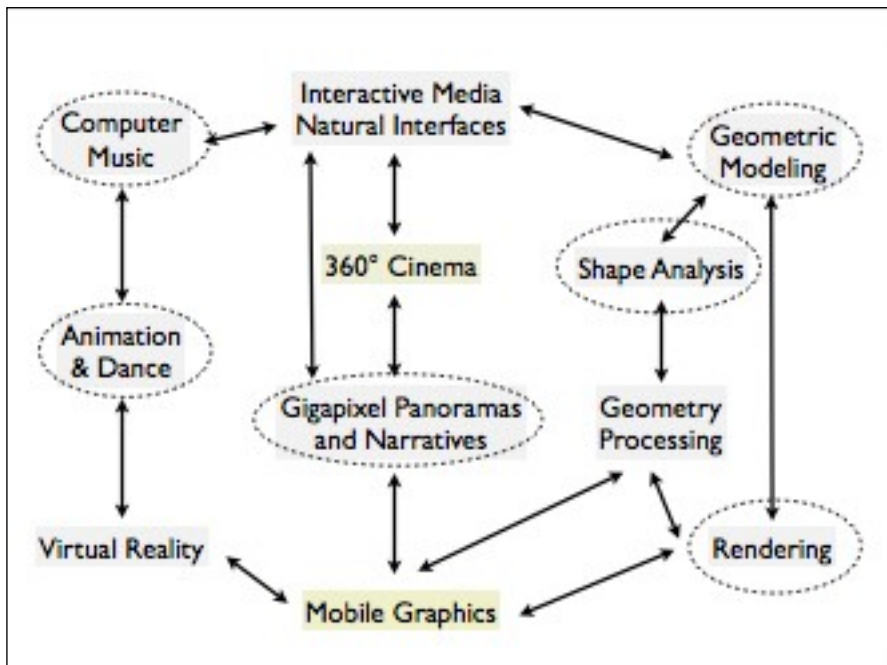 Interactive Media
Natural Interfaces
Computer
Music
Geometric
Modeling
360° Cinema
Shape Analysis
Animation
& Dance
Gigapixel Panoramas
and Narratives
Geometry
Processing
Virtual Reality
Rendering
Mobile Graphics